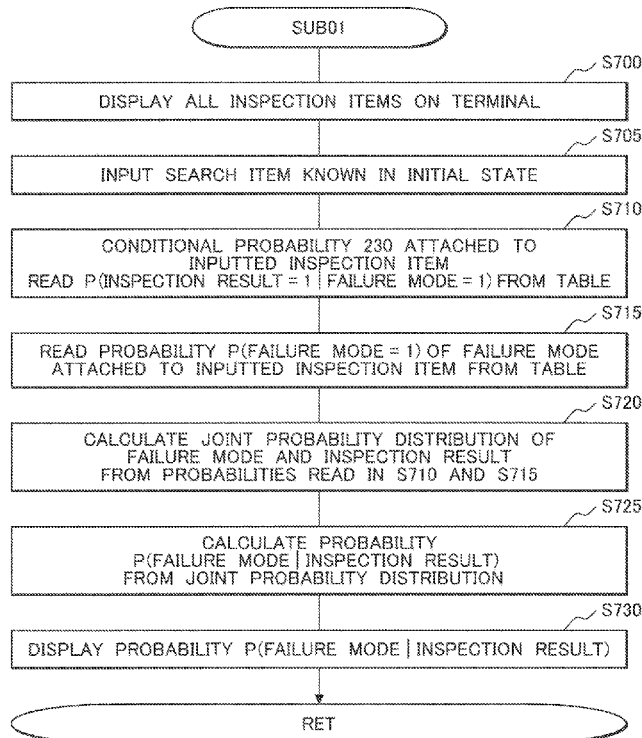 SUB01
S700
DISPLAY ALL INSPECTION ITEMS ON TERMINAL
S705
INPUT SEARCH ITEM KNOWN IN INITIAL STATE
S710
CONDITIONAL PROBABILITY 230 ATTACHED TO
INPUTTED INSPECTION ITEM
READ P(INSPECTION RESULT = 1 | FAILURE MODE = 1) FROM TABLE
S715
READ PROBABILITY P(FAILURE MODE = 1) OF FAILURE MODE
ATTACHED TO INPUTTED INSPECTION ITEM FROM TABLE
S720
CALCULATE JOINT PROBABILITY DISTRIBUTION OF
FAILURE MODE AND INSPECTION RESULT
FROM PROBABILITIES READ IN S710 AND S715
S725
CALCULATE PROBABILITY
P(FAILURE MODE | INSPECTION RESULT)
FROM JOINT PROBABILITY DISTRIBUTION
S730
DISPLAY PROBABILITY P(FAILURE MODE | INSPECTION RESULT)
RET